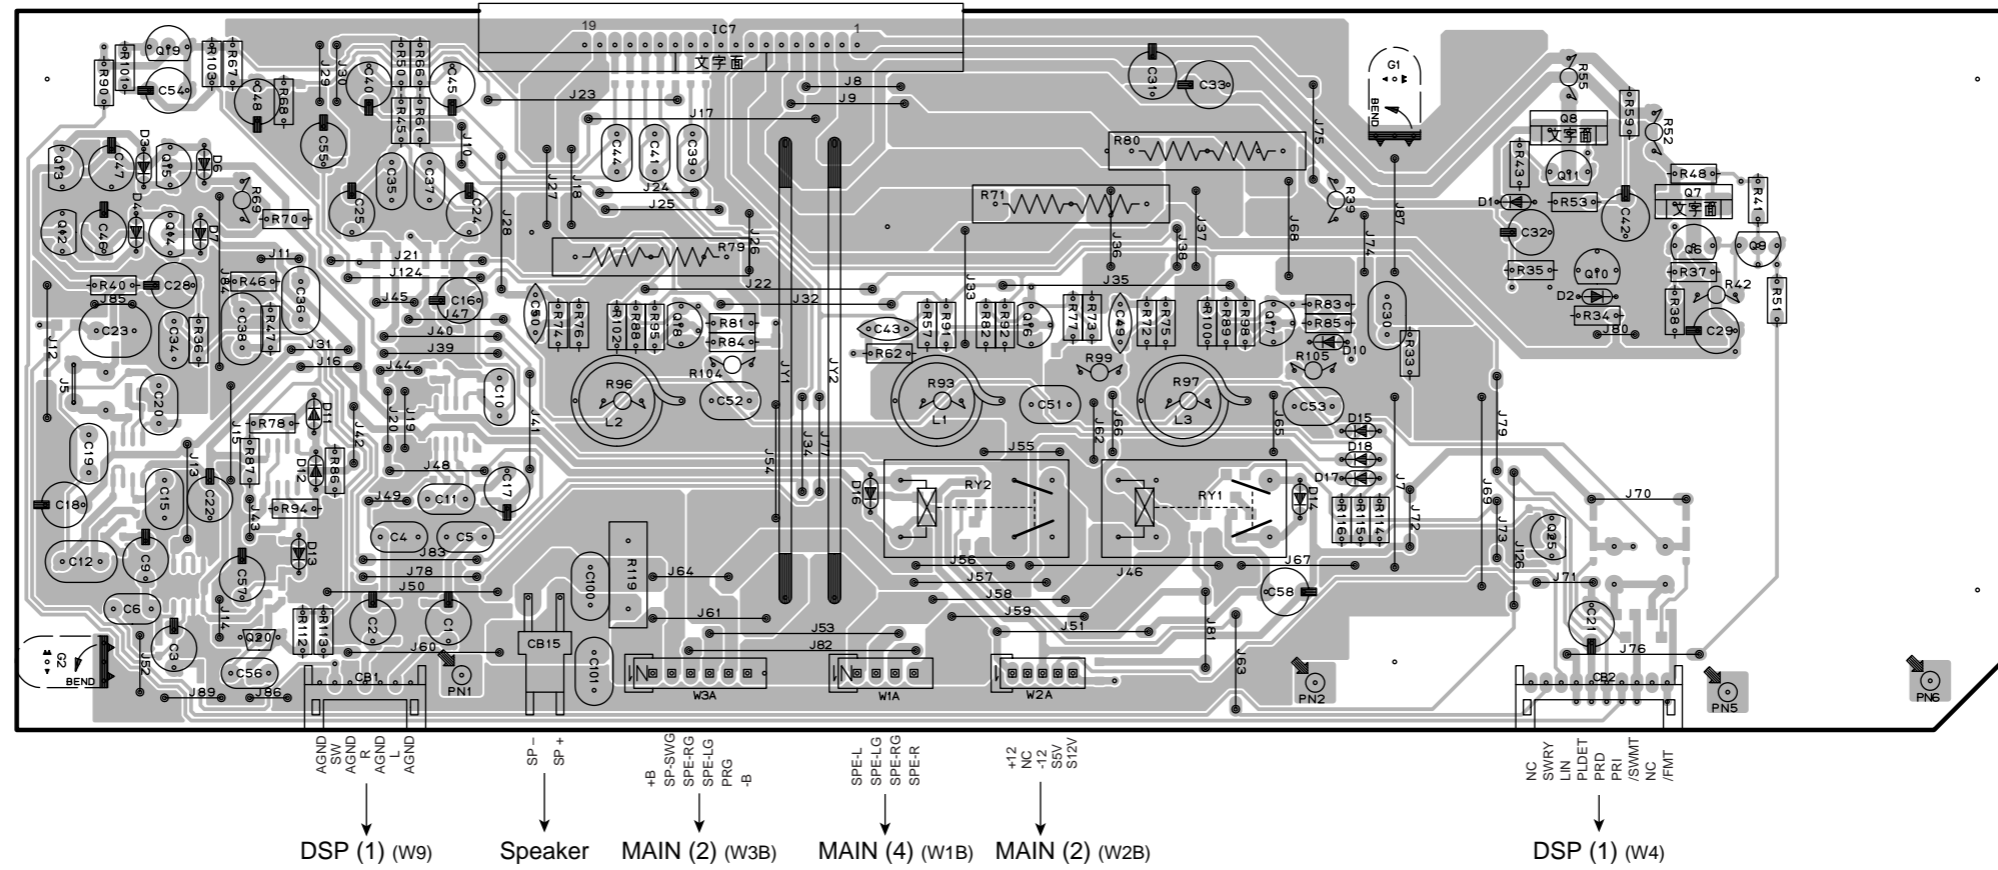 19 IC7 1
文字面
Q19 R101 R90 R103 R67 C54 C48 R68 J29 J30 C40 R50 R66 C45 R45 R61 C55 J10
J23 J17 J8 J9 C31 C33 J75 G1 BEND
R55 Q8 文字面 R59 R52 Q11 R43 R48 Q7 文字面 R41
Q13 C47 D3 Q15 D6 R69 C35 C37 C25 C24 J28 J27 J18 C44 C41 C39 J24 J25 R80 R71 R39
Q12 C46 D4 Q14 D7 R70 J11 J21 J124 J26 R79 J36 J38 J37 J68 J74 J87 D1 R53 C32 C42 Q6 Q9
R40 J85 C28 J84 R46 C36 J45 C16 J47 J22 J32 J33 J35 R35 Q10 D2 R34 J80 R37 R42 R38 C29 R51
J12 C23 C34 R36 C38 R47 J31 J16 J40 J39 J44 C50 R74 R76 R102 R88 R95 Q18 R81 R84 R104 C43 R62 R57 R91 R82 R92 Q16 R77 R73 C49 R72 R75 R100 R89 R98 Q17 R83 R85 D10 C30 R33
J5 C20 C19 J13 J15 R78 R87 D11 D12 R86 J42 J20 J19 C10 J41 R96 L2 C52 JY1 JY2 J54 J34 J77 R93 L1 C51 R99 J62 J66 R97 L3 R105 C53 J65 D15 D18 D17 J79
C18 C15 C22 J43 R94 J48 J49 C11 C17 D16 RY2 J55 RY1 D14 R116 R115 R114 J7 J72 J69 J73 J70
C12 C9 C57 D13 C4 C5 J83 J78 J50 C100 R119 J64 J56 J57 J46 J67 C58 J126 Q25 J71
C6 C3 J14 Q20 R112 R113 C2 C1 CB15 J61 J58 J59 J51 J81 C21
G2 BEND J52 C56 J60 PN1 C101 J53 J82 J63 PN2 J76 PN5 PN6
J89 J86 CB1 W3A W1A W2A CB2
AGND
SW
AGND
R
AGND
L
AGND
SP -
SP +
+B
SP-SWG
SPE-RG
SPE-LG
PRG
-B
SPE-L
SPE-LG
SPE-RG
SPE-R
+12
NC
-12
S5V
S12V
NC
SWRY
LIN
PLDET
PRD
PRI
/SWMT
NC
/FMT
DSP (1) (W9) Speaker MAIN (2) (W3B) MAIN (4) (W1B) MAIN (2) (W2B) DSP (1) (W4)